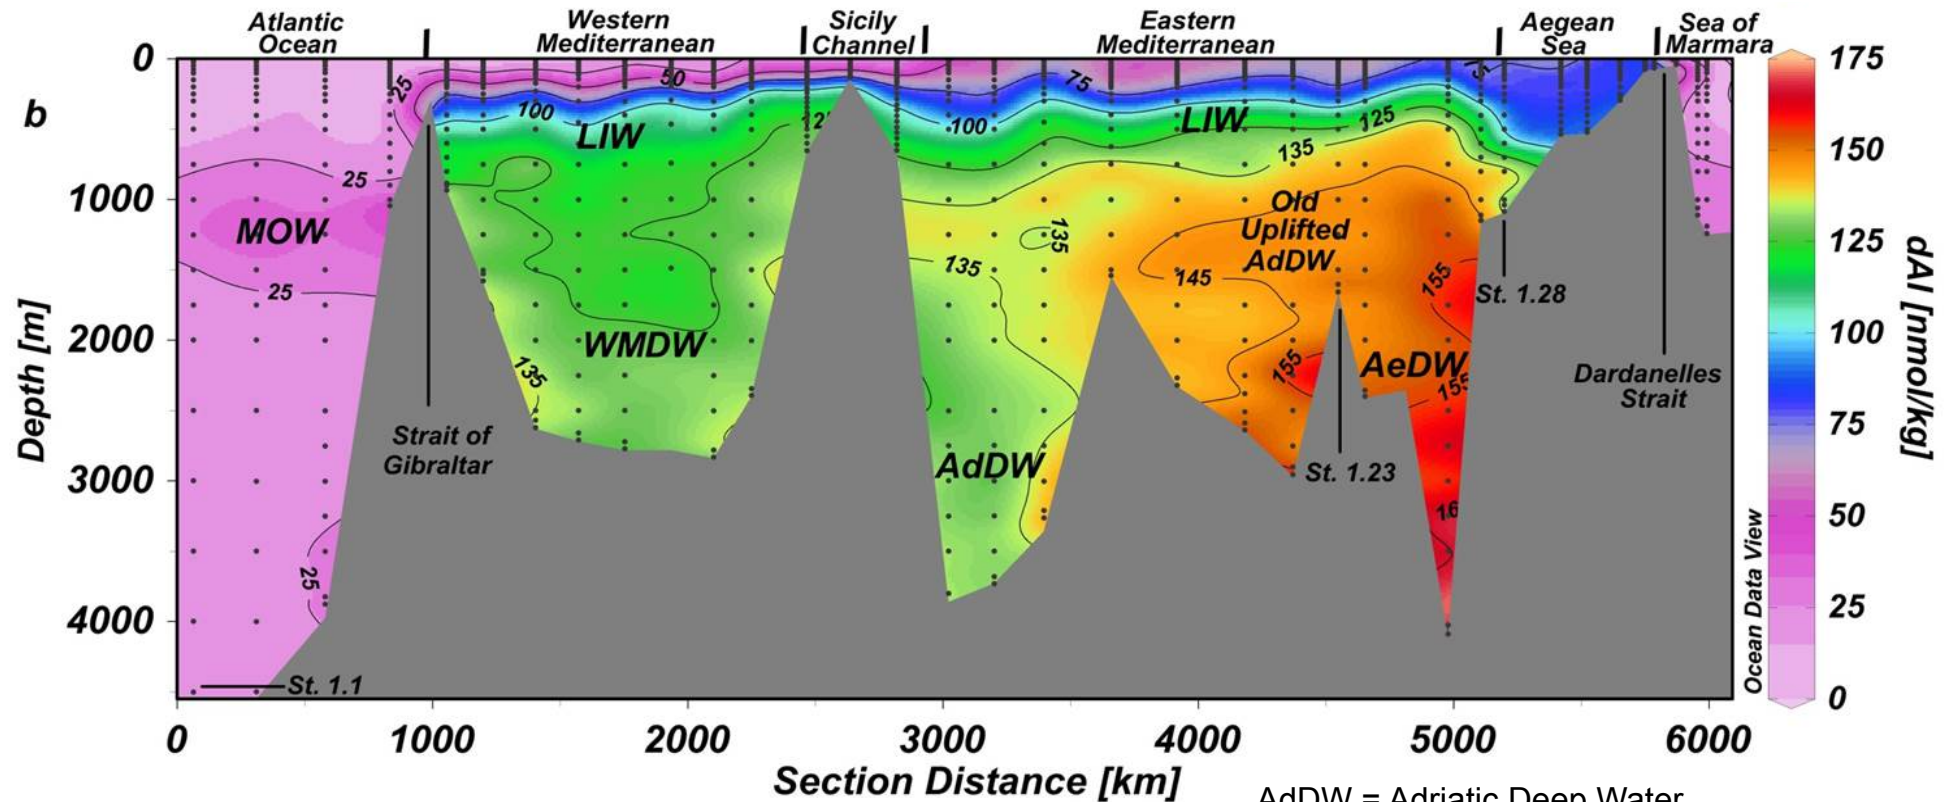 b
Atlantic
Ocean
Western
Mediterranean
Sicily
Channel
Eastern
Mediterranean
Aegean
Sea
Sea of
Marmara
0
1000
2000
3000
4000
Depth [m]
25
50
75
100
100
125
135
LIW
LIW
25
MOW
25
135
Old
Uplifted
AdDW
135
145
155
St. 1.28
WMDW
135
155
AeDW
155
Dardanelles
Strait
Strait of
Gibraltar
AdDW
St. 1.23
16
25
St. 1.1
0
1000
2000
3000
4000
5000
6000
Section Distance [km]
175
150
125
100
75
50
25
0
dAl [nmol/kg]
Ocean Data View
AdDW = Adriatic Deep Water